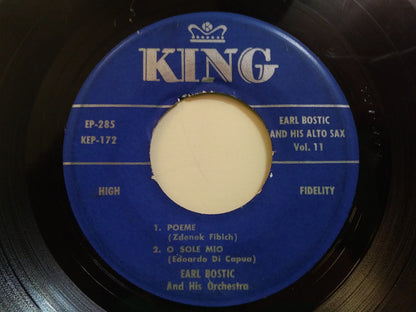 KING
EP-285
KEP-172
EARL BOSTIC
AND HIS ALTO SAX
Vol. 11
HIGH
FIDELITY
1. POEME
(Zdenek Fibich)
2. O SOLE MIO
(Edoardo Di Capua)
EARL BOSTIC
And His Orchestra